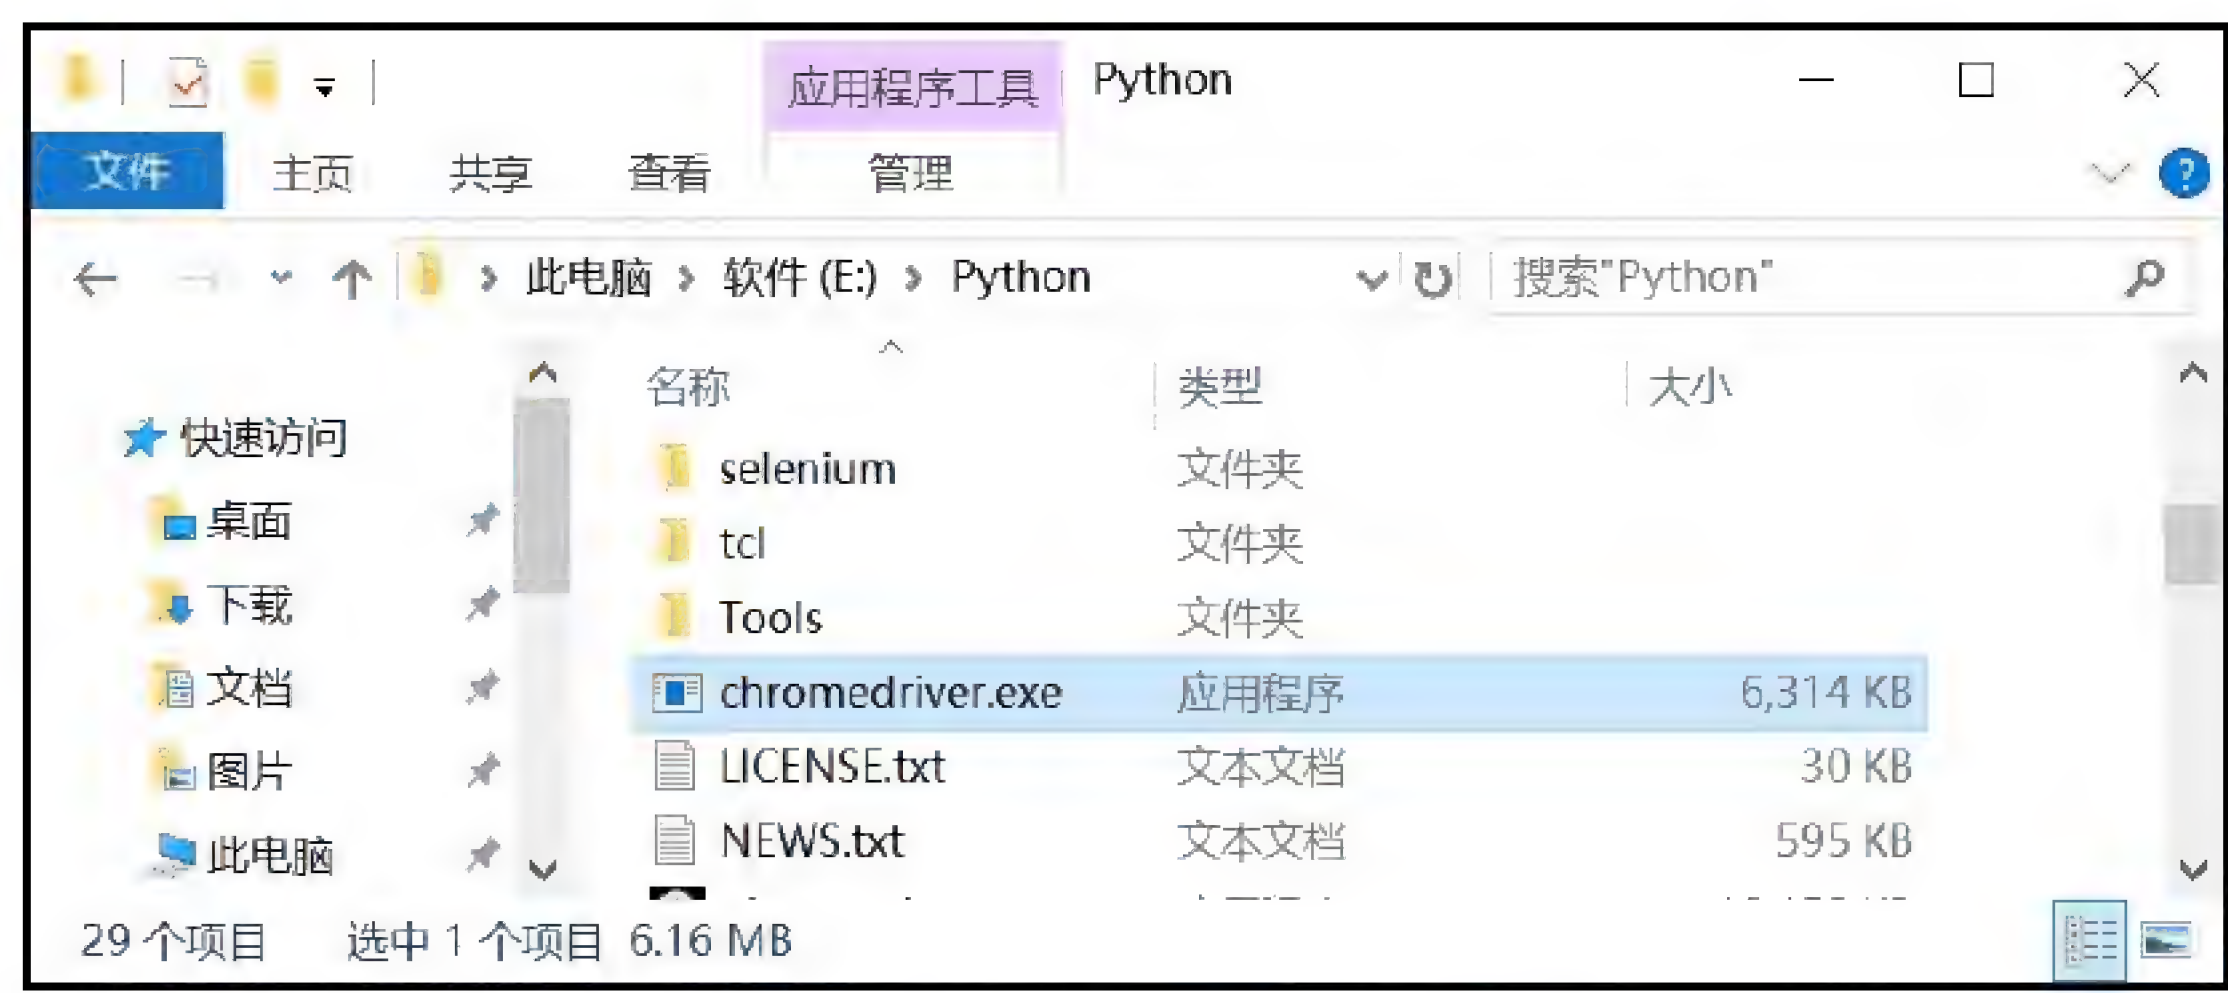 应用程序工具 Python
文件 主页 共享 查看 管理
此电脑 › 软件 (E:) › Python 搜索"Python"
名称 类型 大小
快速访问
桌面
下载
文档
图片
此电脑
selenium 文件夹
tcl 文件夹
Tools 文件夹
chromedriver.exe 应用程序 6,314 KB
LICENSE.txt 文本文档 30 KB
NEWS.txt 文本文档 595 KB
29 个项目 选中 1 个项目 6.16 MB